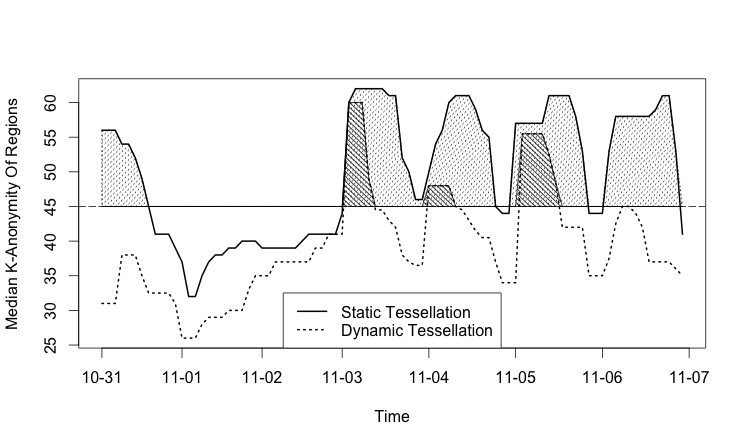 Median K-Anonymity Of Regions
60
55
50
45
40
35
30
25
Static Tessellation
Dynamic Tessellation
10-31 11-01 11-02 11-03 11-04 11-05 11-06 11-07
Time